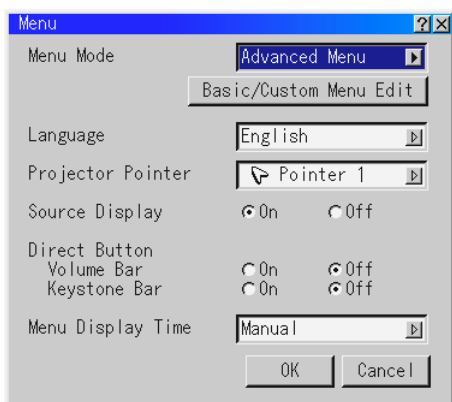 Menu
Menu Mode Advanced Menu
Basic/Custom Menu Edit
Language English
Projector Pointer Pointer 1
Source Display On Off
Direct Button
Volume Bar On Off
Keystone Bar On Off
Menu Display Time Manual
OK Cancel